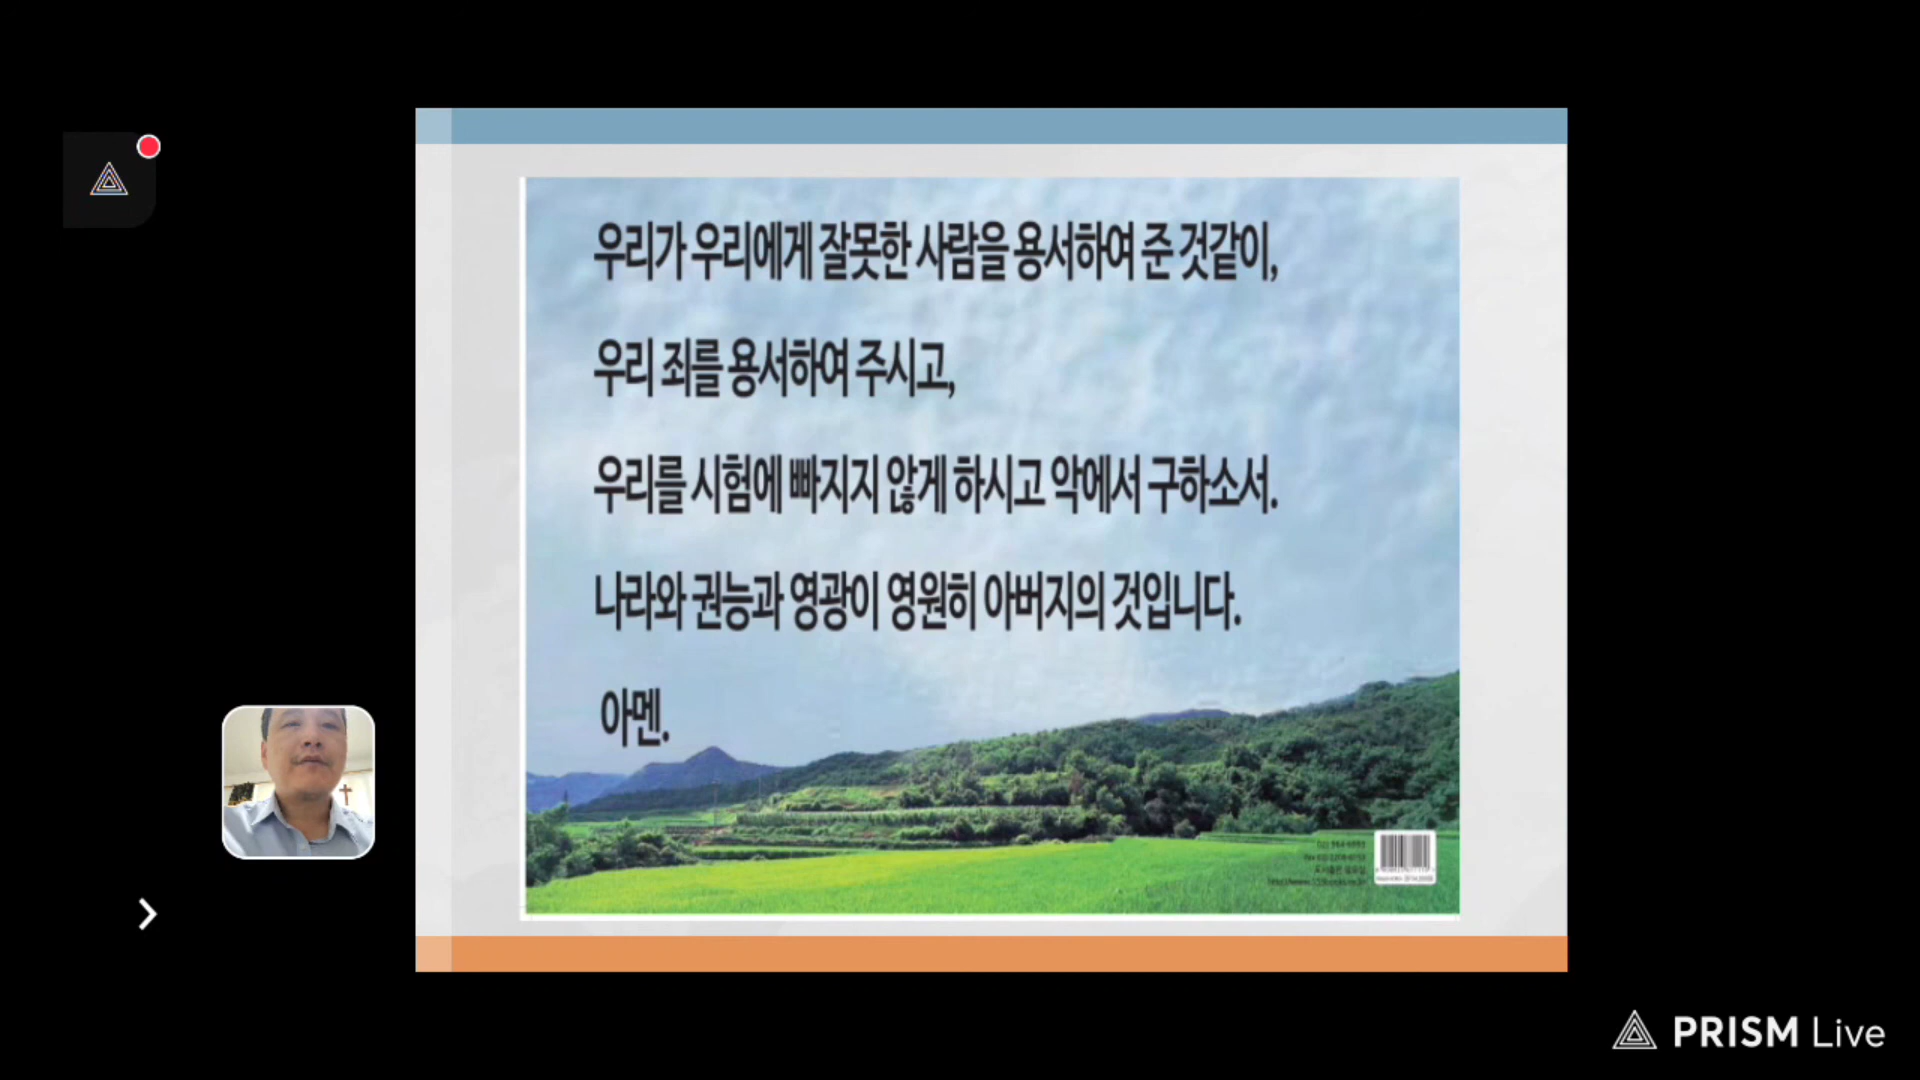 우리가 우리에게 잘못한 사람을 용서하여 준 것같이,
우리 죄를 용서하여 주시고,
우리를 시험에 빠지지 않게 하시고 악에서 구하소서.
나라와 권능과 영광이 영원히 아버지의 것입니다.
아멘.
PRISM Live